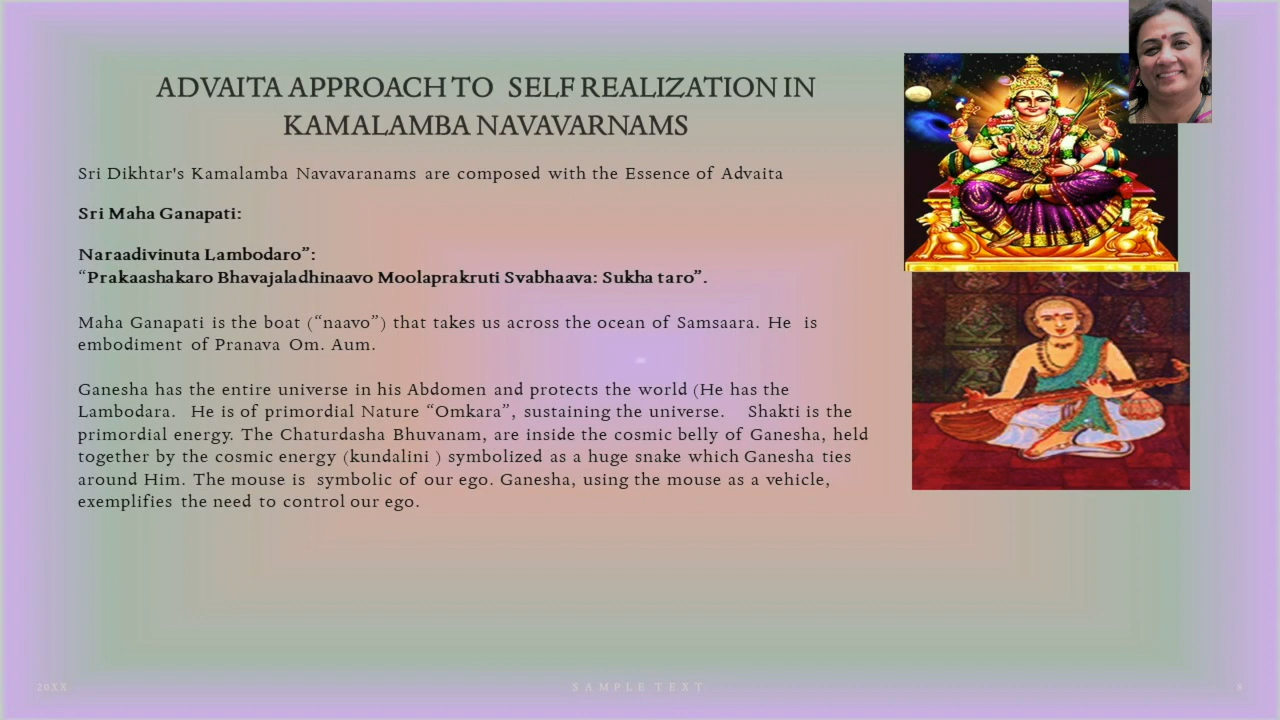 ADVAITA APPROACH TO SELF REALIZATION IN
KAMALAMBA NAVAVARNAMS
Sri Dikhtar's Kamalamba Navavaranams are composed with the Essence of Advaita
Sri Maha Ganapati:
Naraadivinuta Lambodaro”:
“Prakaashakaro Bhavajaladhinaavo Moolaprakruti Svabhaava: Sukha taro”.
Maha Ganapati is the boat (“naavo”) that takes us across the ocean of Samsaara. He is
embodiment of Pranava Om. Aum.
Ganesha has the entire universe in his Abdomen and protects the world (He has the
Lambodara. He is of primordial Nature “Omkara”, sustaining the universe. Shakti is the
primordial energy. The Chaturdasha Bhuvanam, are inside the cosmic belly of Ganesha, held
together by the cosmic energy (kundalini ) symbolized as a huge snake which Ganesha ties
around Him. The mouse is symbolic of our ego. Ganesha, using the mouse as a vehicle,
exemplifies the need to control our ego.
20XX SAMPLE TEXT 8